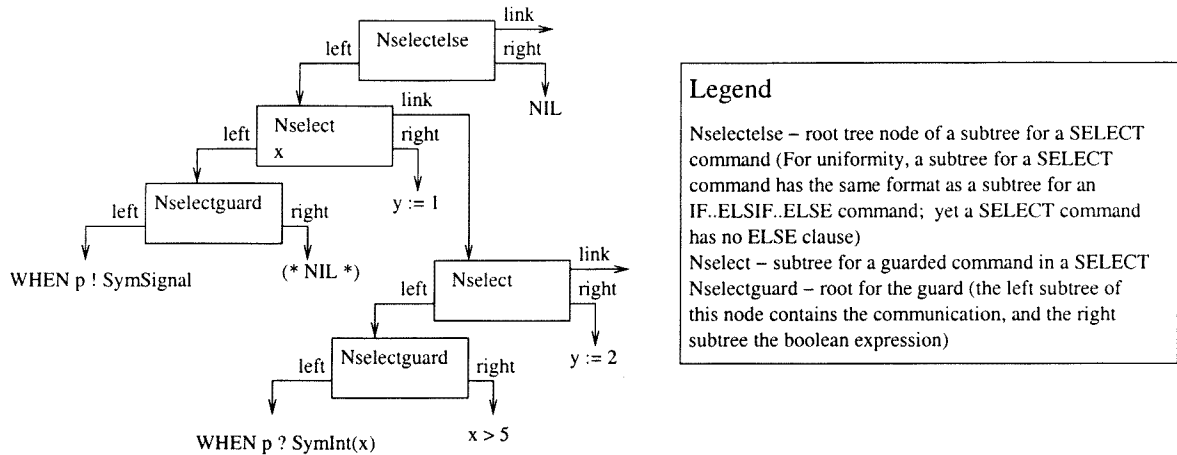 link
Nselectelse
left
right
NIL
link
Nselect
left
right
x
Nselectguard
y := 1
left
right
WHEN p ! SymSignal
(* NIL *)
link
Nselect
left
right
Nselectguard
y := 2
left
right
WHEN p ? SymInt(x)
x > 5
Legend
Nselectelse – root tree node of a subtree for a SELECT
command (For uniformity, a subtree for a SELECT
command has the same format as a subtree for an
IF..ELSIF..ELSE command; yet a SELECT command
has no ELSE clause)
Nselect – subtree for a guarded command in a SELECT
Nselectguard – root for the guard (the left subtree of
this node contains the communication, and the right
subtree the boolean expression)